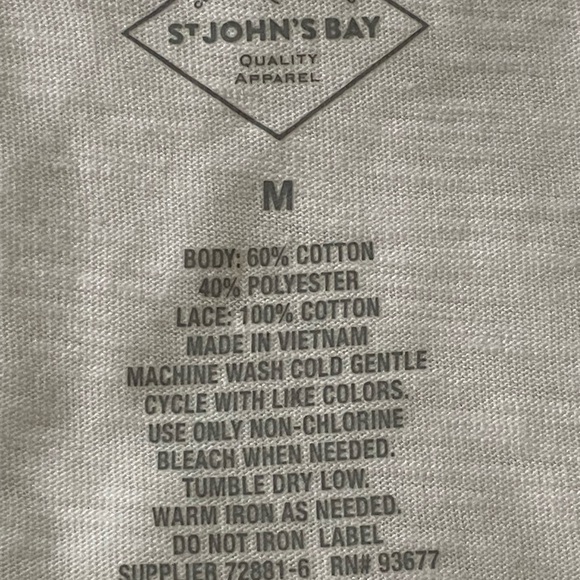 ST JOHN'S BAY
QUALITY
APPAREL
M
BODY: 60% COTTON
40% POLYESTER
LACE: 100% COTTON
MADE IN VIETNAM
MACHINE WASH COLD GENTLE
CYCLE WITH LIKE COLORS.
USE ONLY NON-CHLORINE
BLEACH WHEN NEEDED.
TUMBLE DRY LOW.
WARM IRON AS NEEDED.
DO NOT IRON LABEL
SUPPLIER 72881-6 RN# 93677